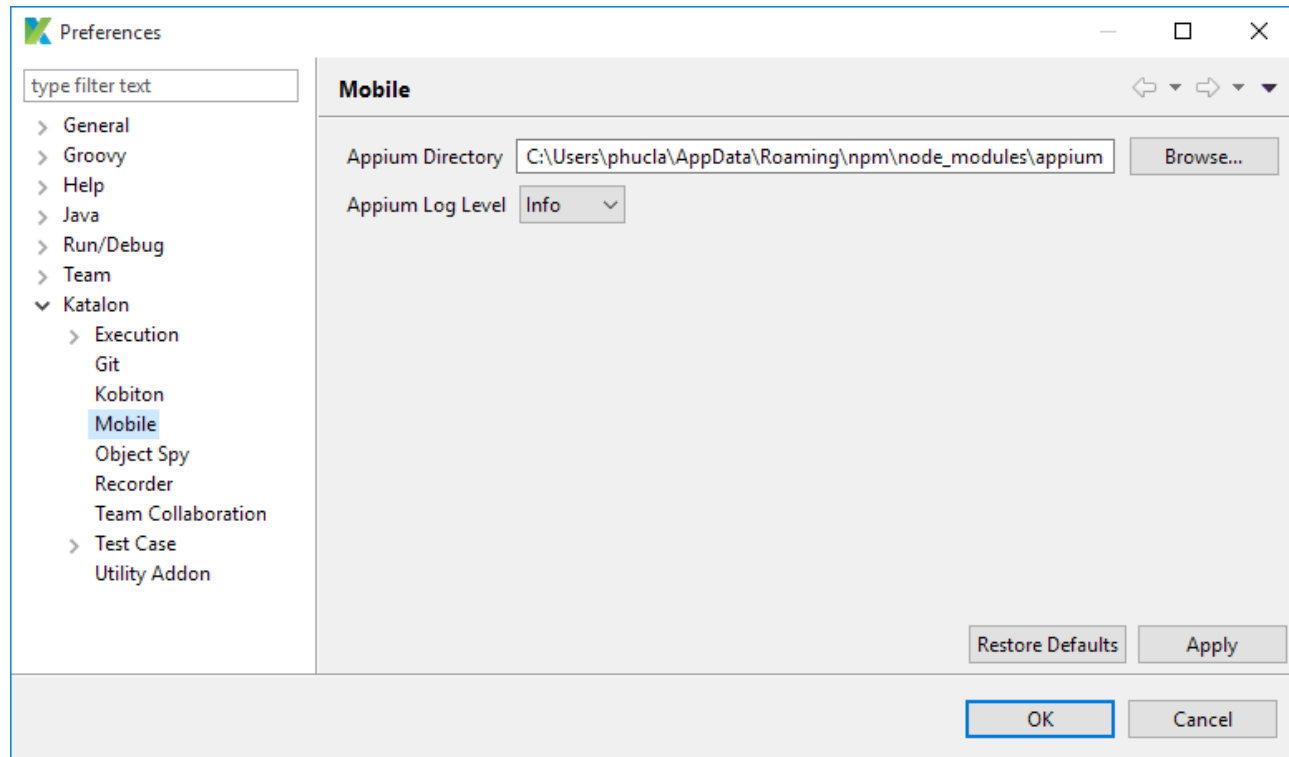 Preferences
type filter text
General
Groovy
Help
Java
Run/Debug
Team
Katalon
Execution
Git
Kobiton
Mobile
Object Spy
Recorder
Team Collaboration
Test Case
Utility Addon
Mobile
Appium Directory C:\Users\phucla\AppData\Roaming\npm\node_modules\appium Browse...
Appium Log Level Info
Restore Defaults Apply
OK Cancel